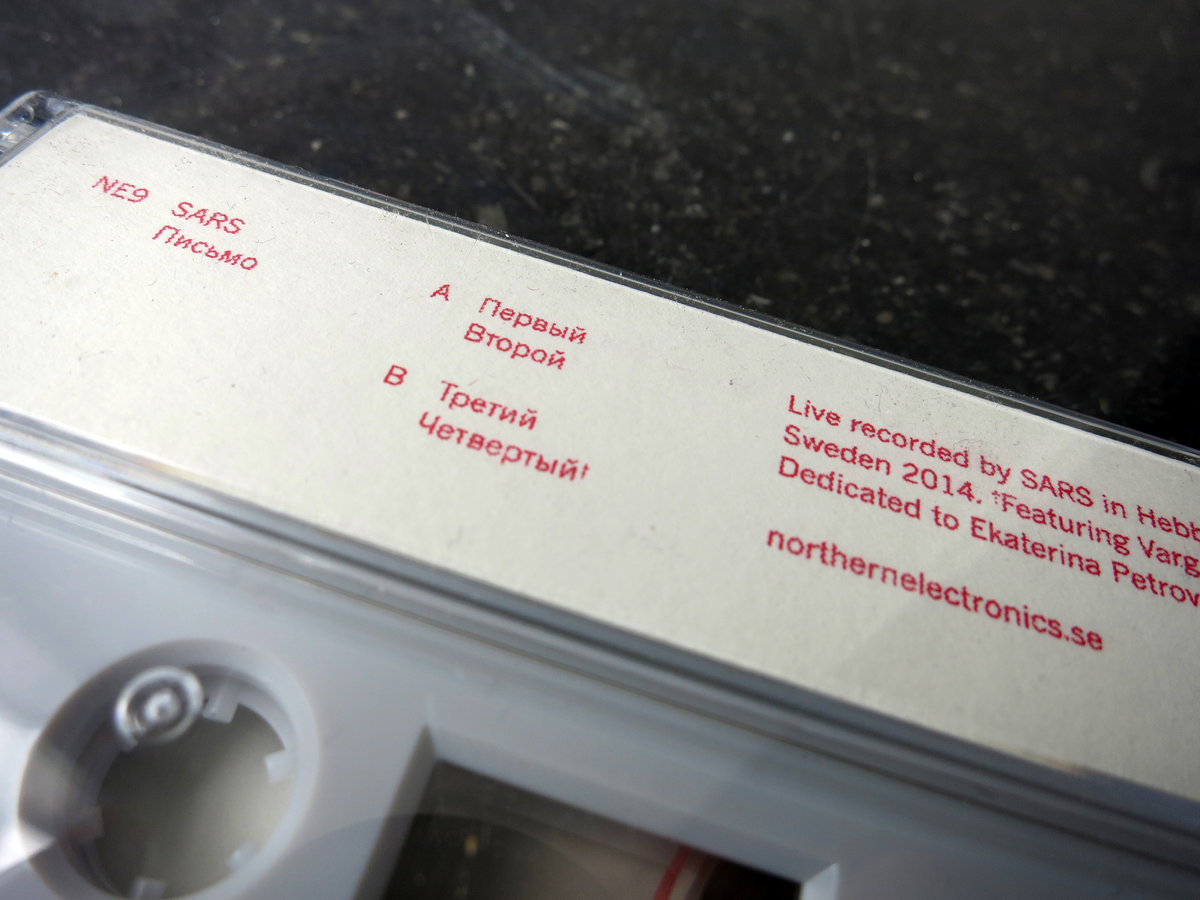 NE9 SARS
Письмо
A Первый
Второй
B Третий
Четвертый†
Live recorded by SARS in
Sweden 2014. †Featuring
Dedicated to Ekaterina
northernelectronics.se